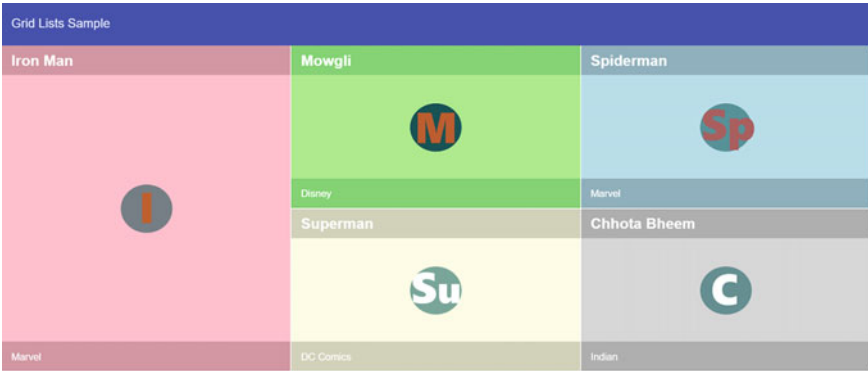 Grid Lists Sample
Iron Man
I
Marvel
Mowgli
M
Disney
Spiderman
Sp
Marvel
Superman
Su
DC Comics
Chhota Bheem
C
Indian